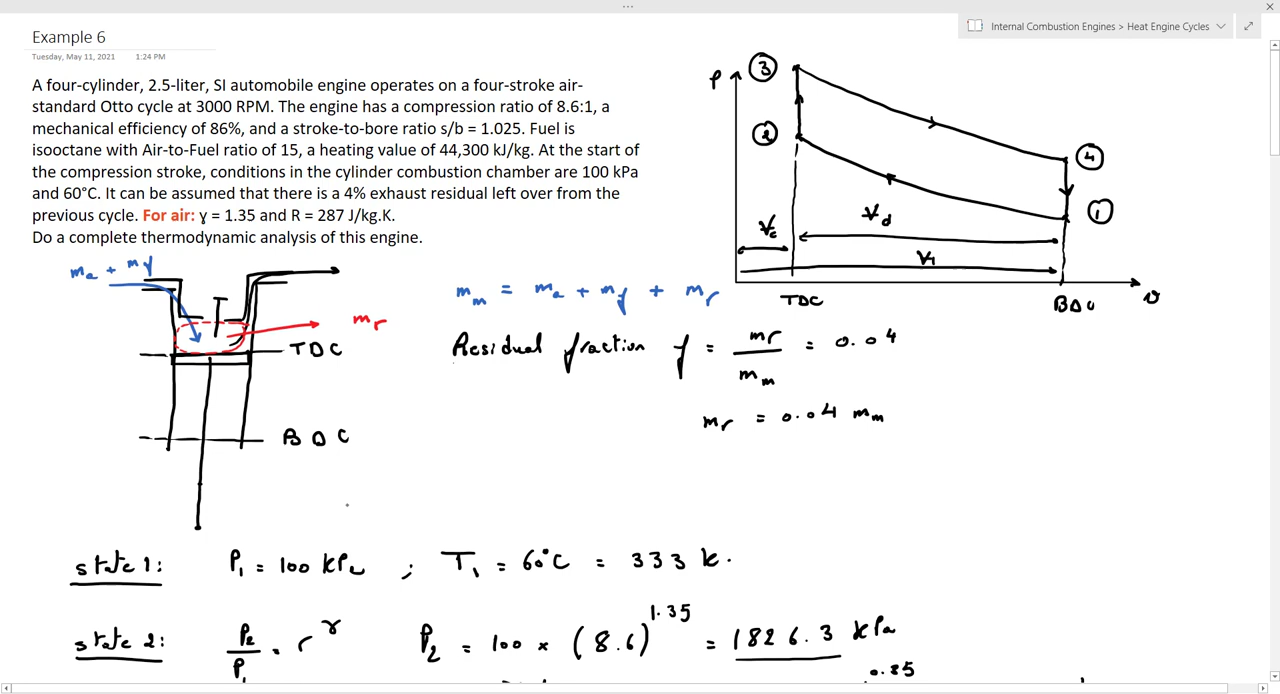 Internal Combustion Engines > Heat Engine Cycles
Example 6
Tuesday, May 11, 2021 1:24 PM
A four-cylinder, 2.5-liter, SI automobile engine operates on a four-stroke air-
standard Otto cycle at 3000 RPM. The engine has a compression ratio of 8.6:1, a
mechanical efficiency of 86%, and a stroke-to-bore ratio s/b = 1.025. Fuel is
isooctane with Air-to-Fuel ratio of 15, a heating value of 44,300 kJ/kg. At the start of
the compression stroke, conditions in the cylinder combustion chamber are 100 kPa
and 60°C. It can be assumed that there is a 4% exhaust residual left over from the
previous cycle. For air: γ = 1.35 and R = 287 J/kg.K.
Do a complete thermodynamic analysis of this engine.
P
3
2
4
1
Vc
Vd
V1
TDC
BDC
v
ma + mf
mr
TDC
BDC
mm = ma + mf + mr
Residual fraction f = mr / mm = 0.04
mr = 0.04 mm
state 1: P1 = 100 kPa ; T1 = 60°C = 333 K.
state 2: P2 / P1 = r^γ P2 = 100 × (8.6)^1.35 = 1826.3 kPa